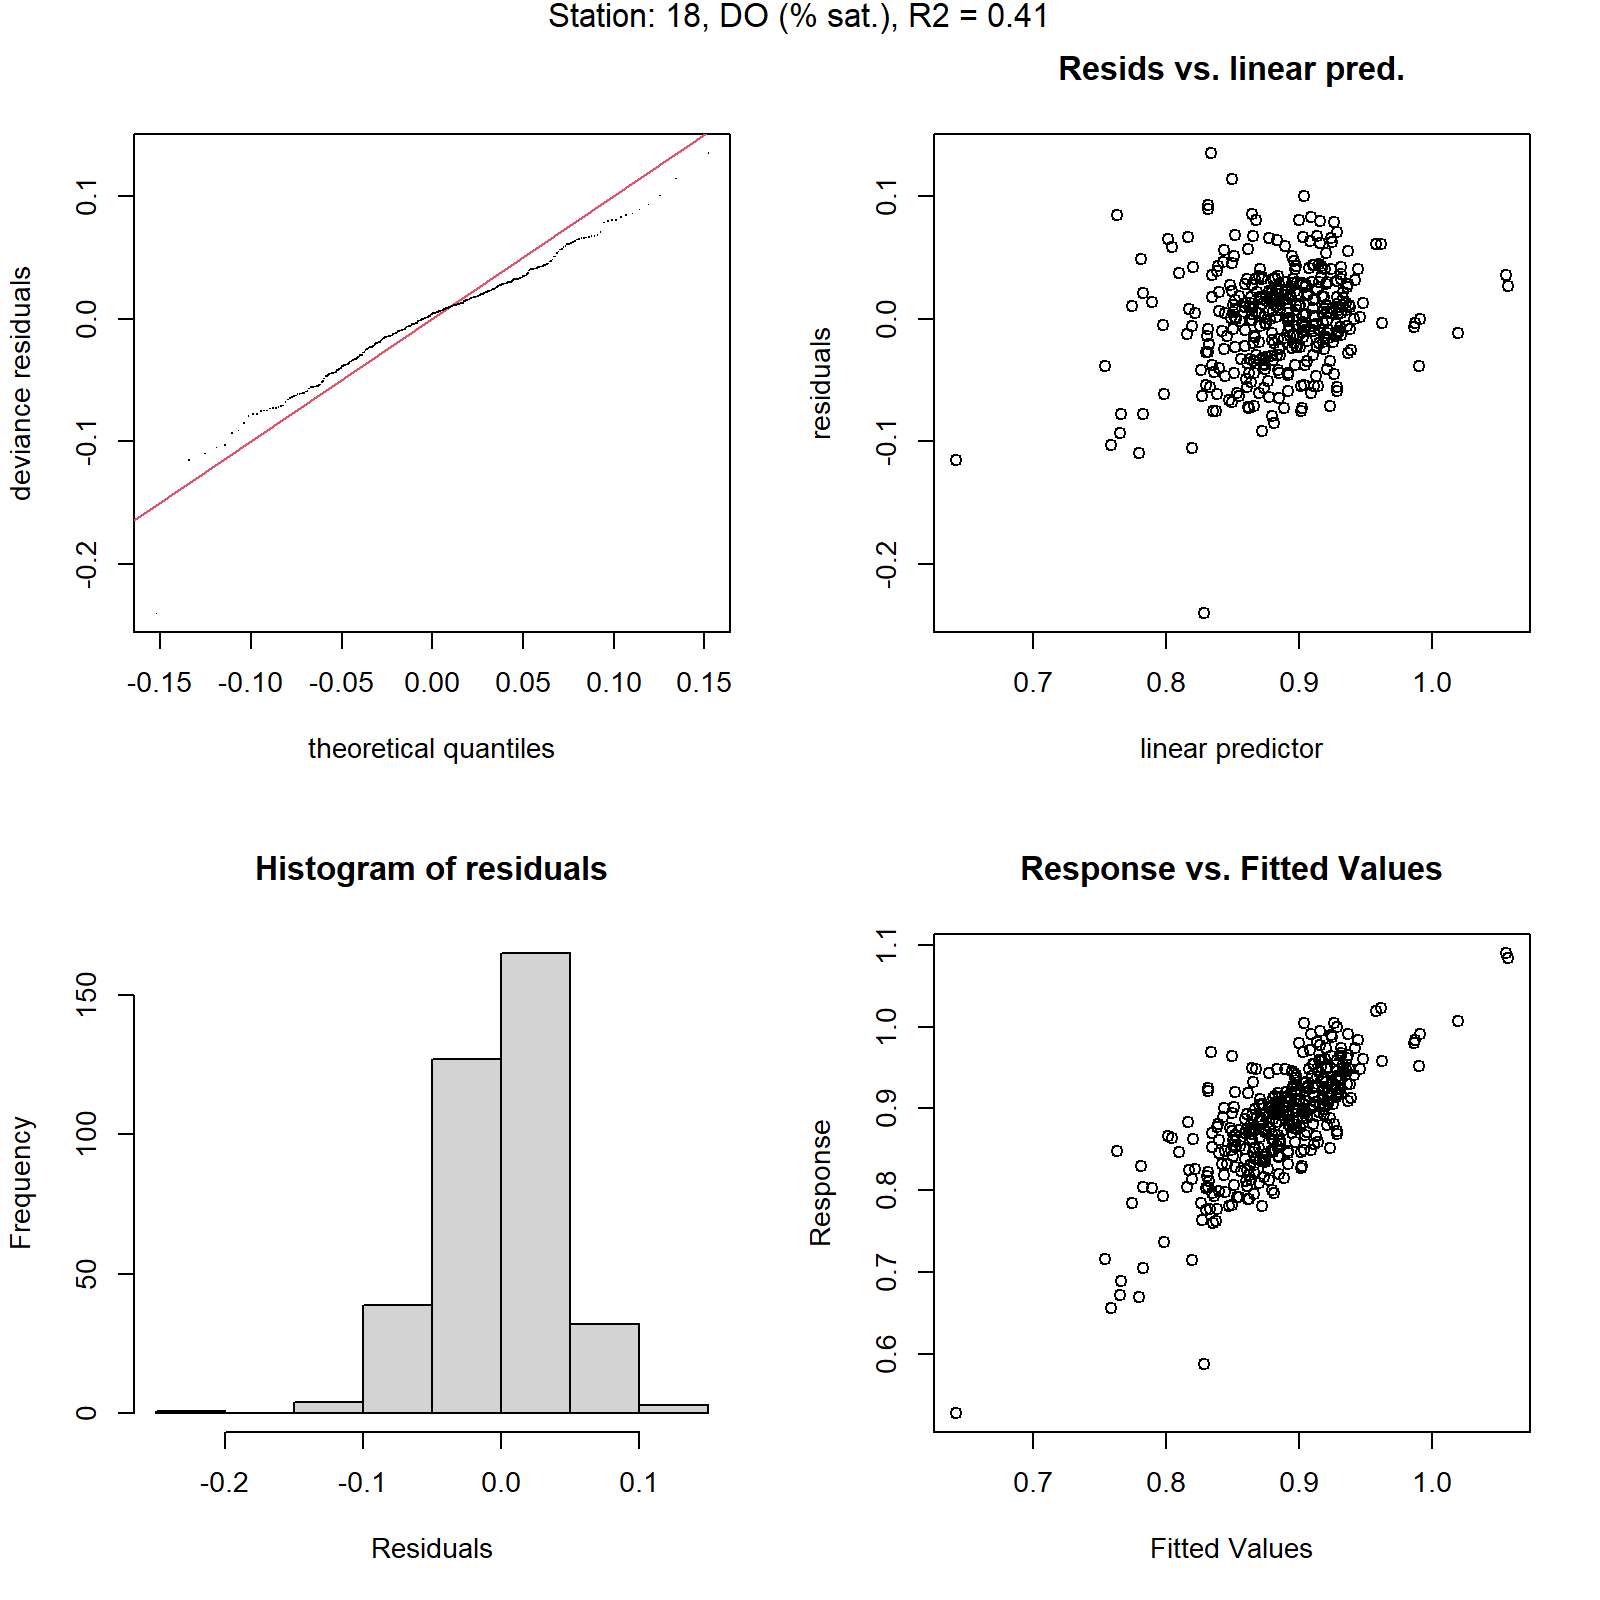 Station: 18, DO (% sat.), R2 = 0.41
deviance residuals
0.1
0.0
-0.1
-0.2
-0.15 -0.10 -0.05 0.00 0.05 0.10 0.15
theoretical quantiles
Resids vs. linear pred.
residuals
0.1
0.0
-0.1
-0.2
0.7 0.8 0.9 1.0
linear predictor
Histogram of residuals
Frequency
150
100
50
0
-0.2 -0.1 0.0 0.1
Residuals
Response vs. Fitted Values
Response
1.1
1.0
0.9
0.8
0.7
0.6
0.7 0.8 0.9 1.0
Fitted Values